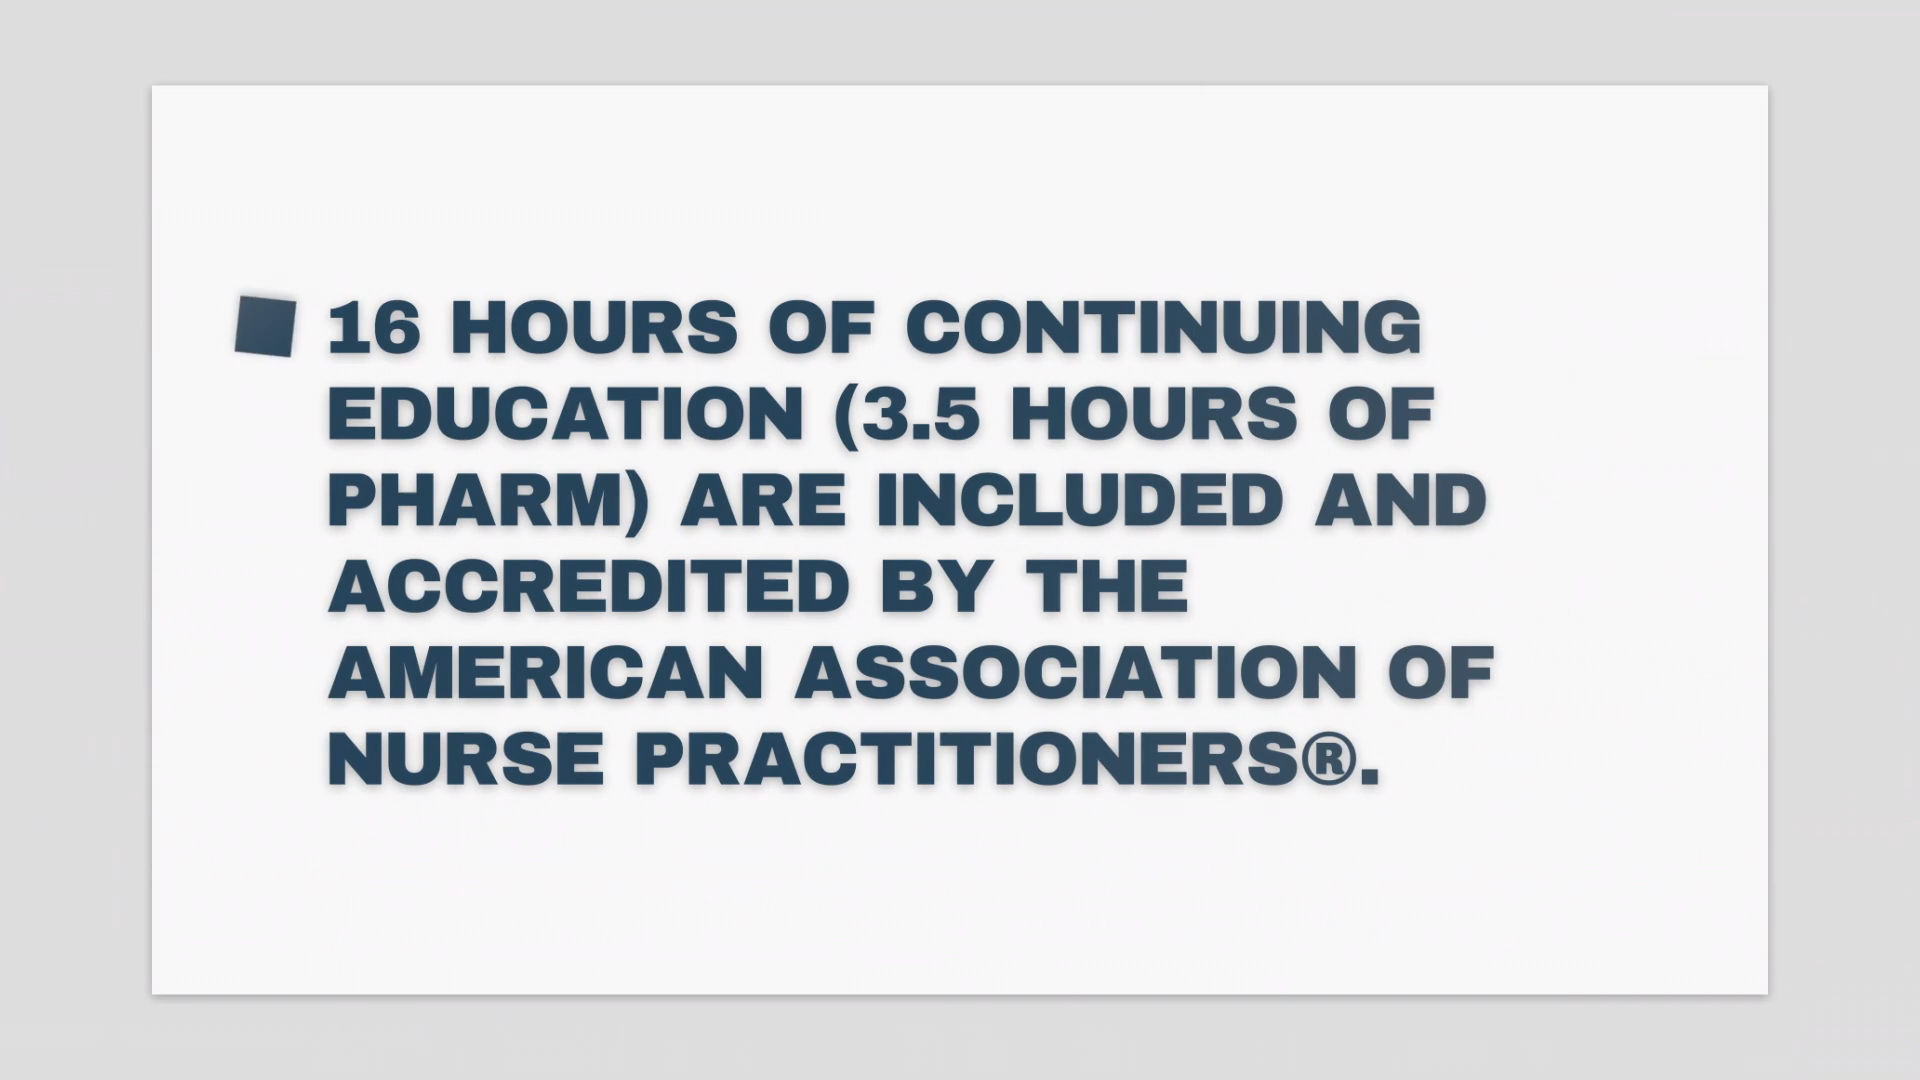 16 HOURS OF CONTINUING
EDUCATION (3.5 HOURS OF
PHARM) ARE INCLUDED AND
ACCREDITED BY THE
AMERICAN ASSOCIATION OF
NURSE PRACTITIONERS®.